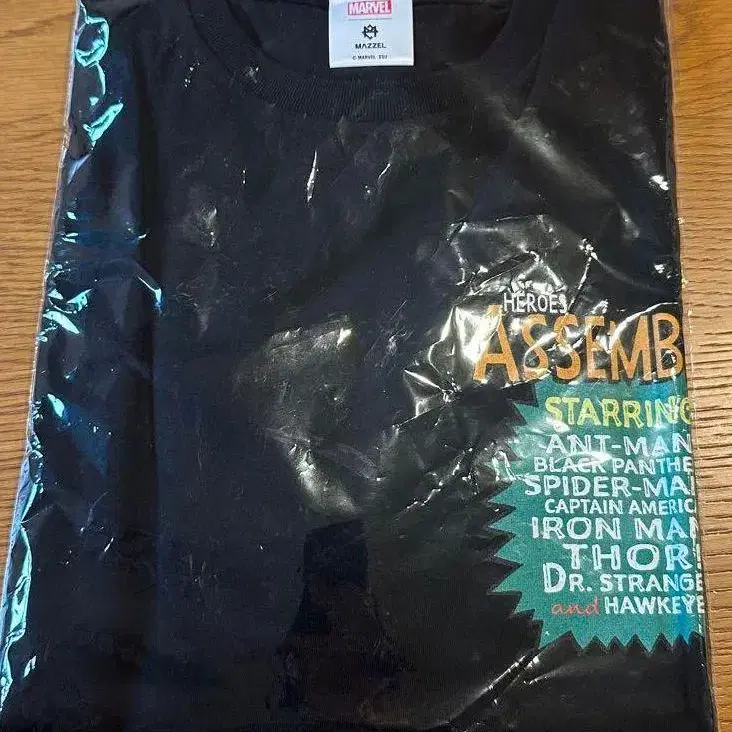 MARVEL
MAZZEL
© MARVEL
HEROES
ASSEMB
STARRING
ANT-MAN
BLACK PANTHE
SPIDER-MA
CAPTAIN AMERIC
IRON MAN
THOR
DR. STRANGE
and HAWKEYE